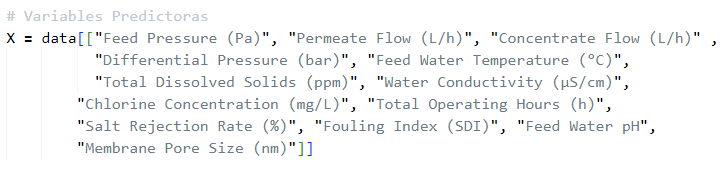 # Variables Predictoras
X = data[["Feed Pressure (Pa)", "Permeate Flow (L/h)", "Concentrate Flow (L/h)" ,
"Differential Pressure (bar)", "Feed Water Temperature (°C)",
"Total Dissolved Solids (ppm)", "Water Conductivity (µS/cm)",
"Chlorine Concentration (mg/L)", "Total Operating Hours (h)",
"Salt Rejection Rate (%)", "Fouling Index (SDI)", "Feed Water pH",
"Membrane Pore Size (nm)"]]